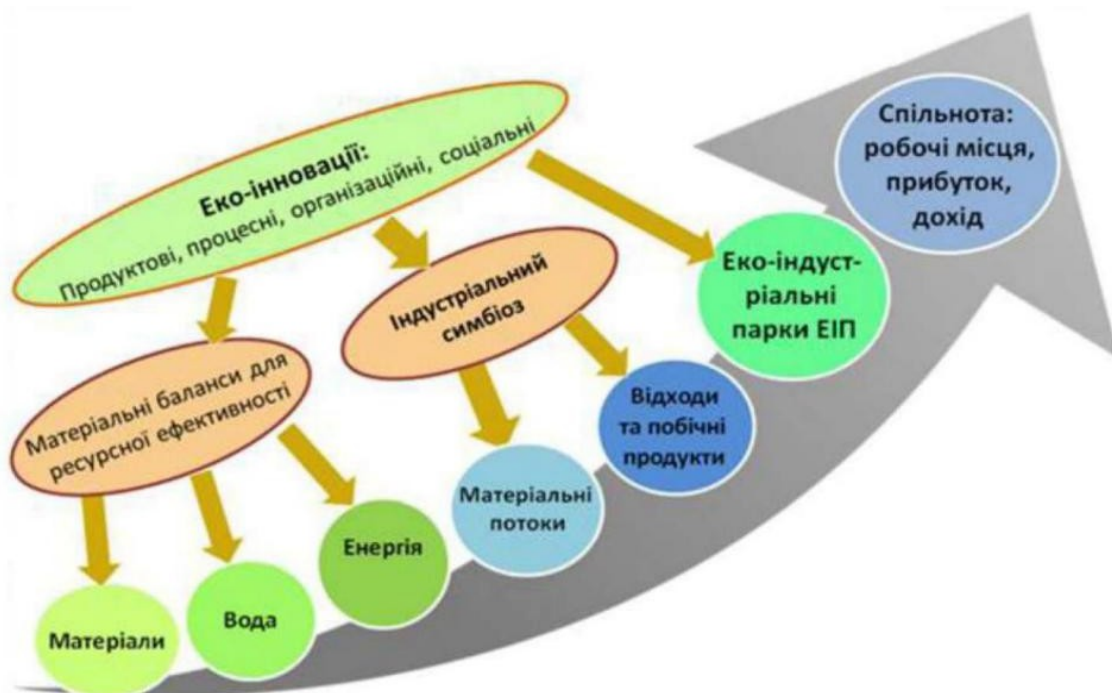 Еко-інновації:
Продуктові, процесні, організаційні, соціальні
Спільнота:
робочі місця,
прибуток,
дохід
Індустріальний
симбіоз
Еко-індуст-
ріальні
парки ЕІП
Матеріальні баланси для
ресурсної ефективності
Відходи
та побічні
продукти
Матеріальні
потоки
Енергія
Вода
Матеріали